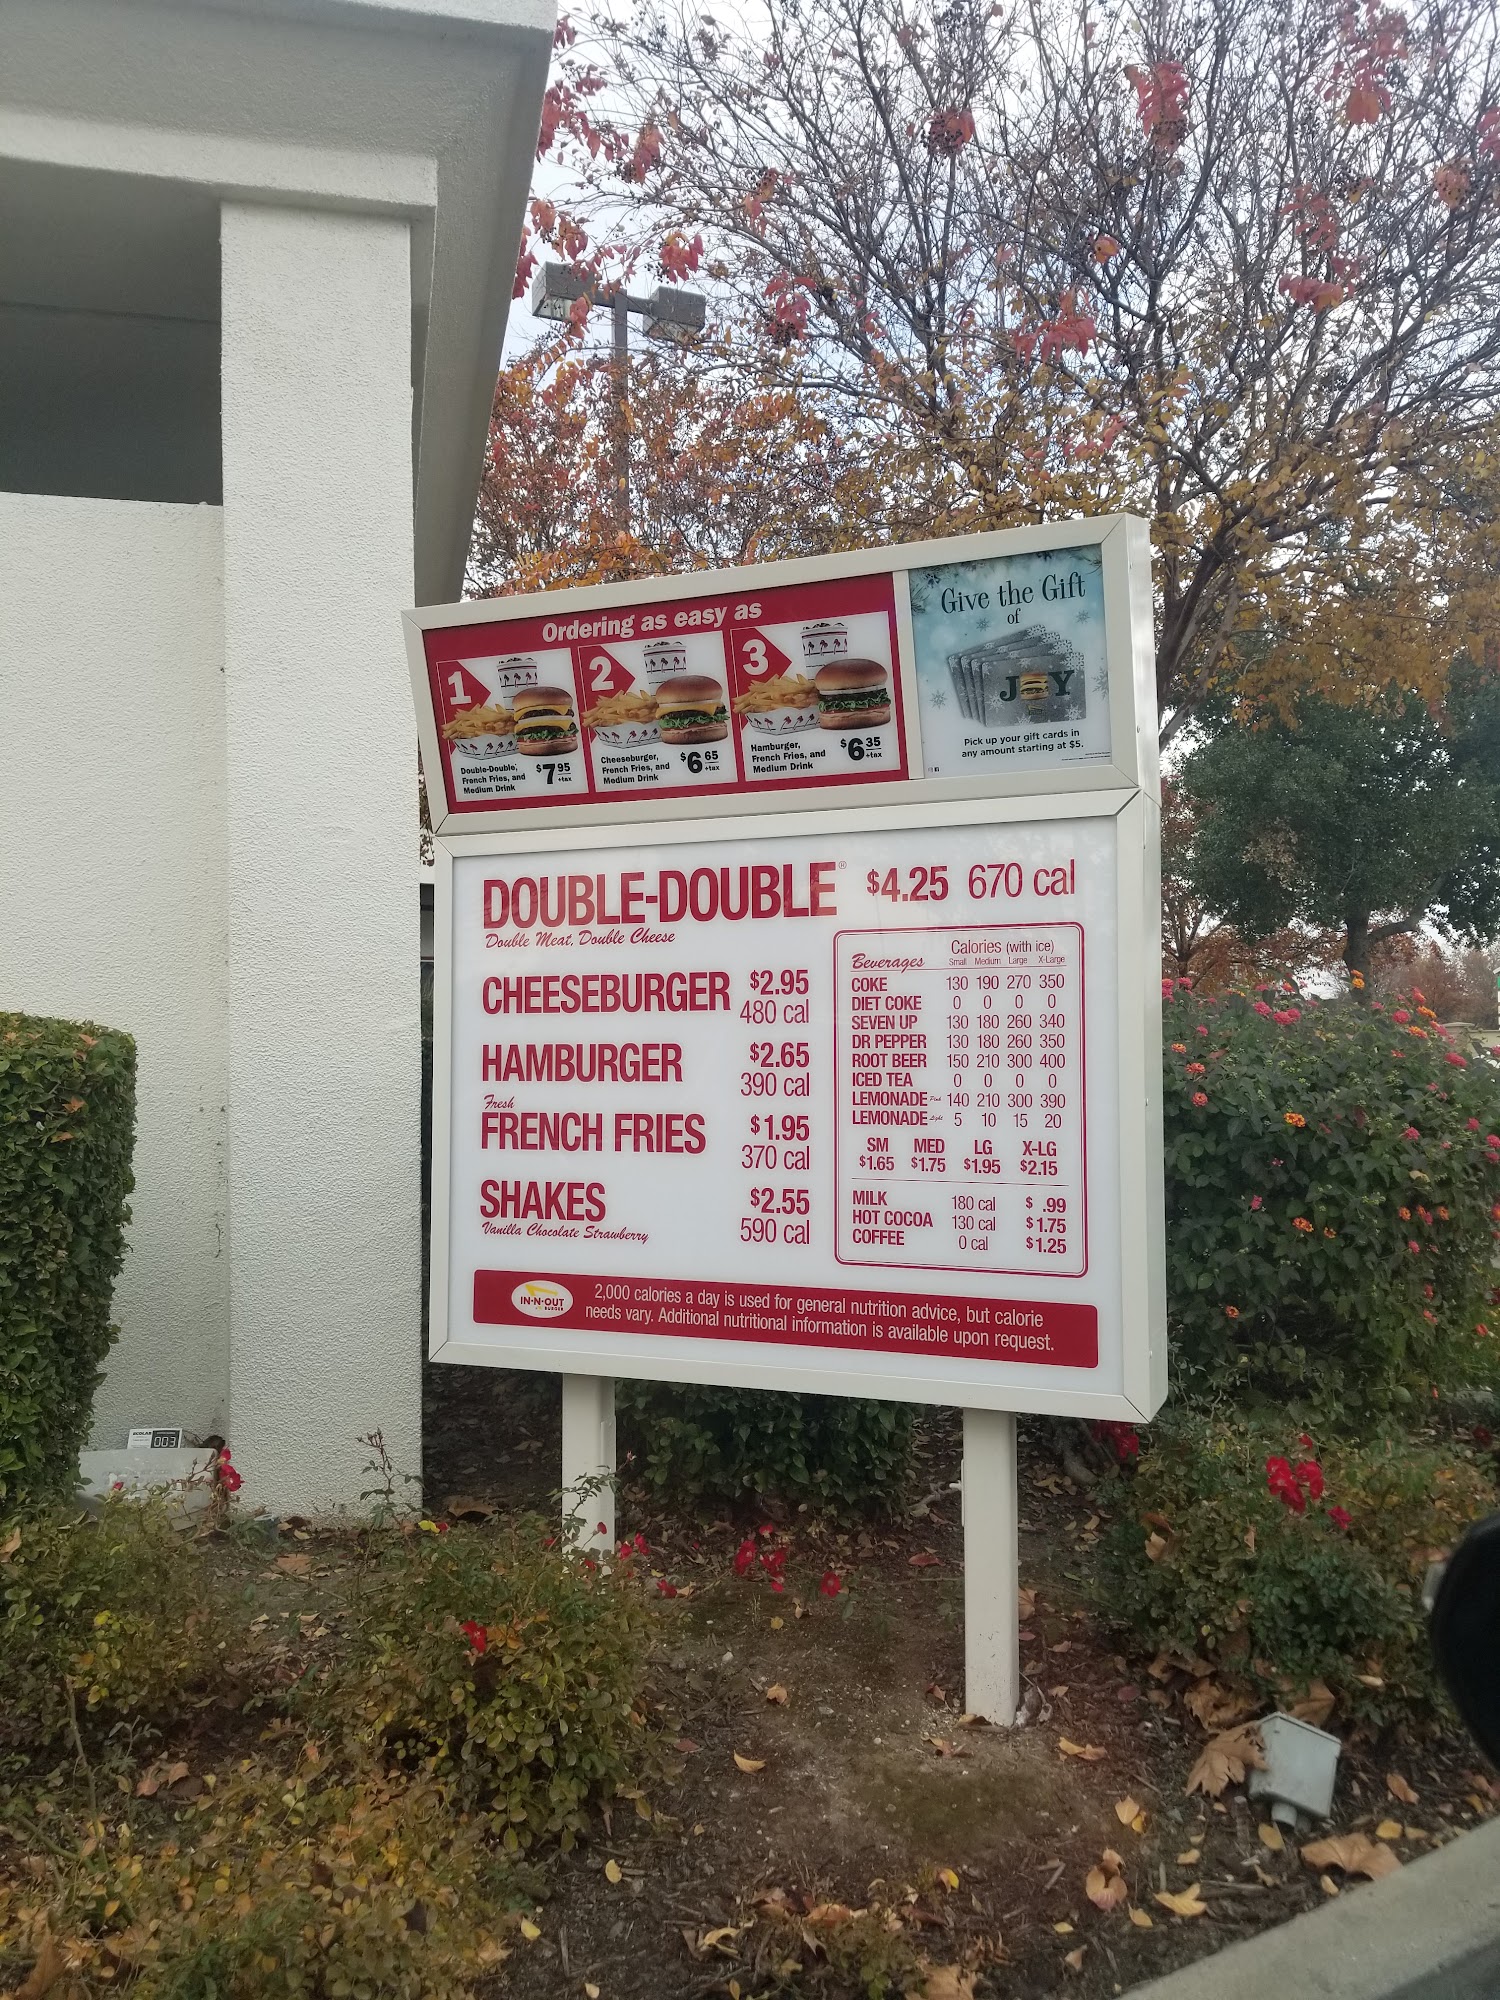 Ordering as easy as
1
Double-Double,
French Fries, and
Medium Drink
$7 95
+tax
2
Cheeseburger,
French Fries, and
Medium Drink
$6 65
+tax
3
Hamburger,
French Fries, and
Medium Drink
$6 35
+tax
Give the Gift
of
JOY
Pick up your gift cards in
any amount starting at $5.
DOUBLE-DOUBLE® $4.25 670 cal
Double Meat, Double Cheese
CHEESEBURGER $2.95
480 cal
HAMBURGER $2.65
390 cal
Fresh
FRENCH FRIES $1.95
370 cal
SHAKES $2.55
Vanilla Chocolate Strawberry 590 cal
Calories (with ice)
Beverages Small Medium Large X-Large
COKE 130 190 270 350
DIET COKE 0 0 0 0
SEVEN UP 130 180 260 340
DR PEPPER 130 180 260 350
ROOT BEER 150 210 300 400
ICED TEA 0 0 0 0
LEMONADE Pink 140 210 300 390
LEMONADE Light 5 10 15 20
SM MED LG X-LG
$1.65 $1.75 $1.95 $2.15
MILK 180 cal $ .99
HOT COCOA 130 cal $1.75
COFFEE 0 cal $1.25
IN-N-OUT
BURGER
2,000 calories a day is used for general nutrition advice, but calorie
needs vary. Additional nutritional information is available upon request.
ECOLAB
003